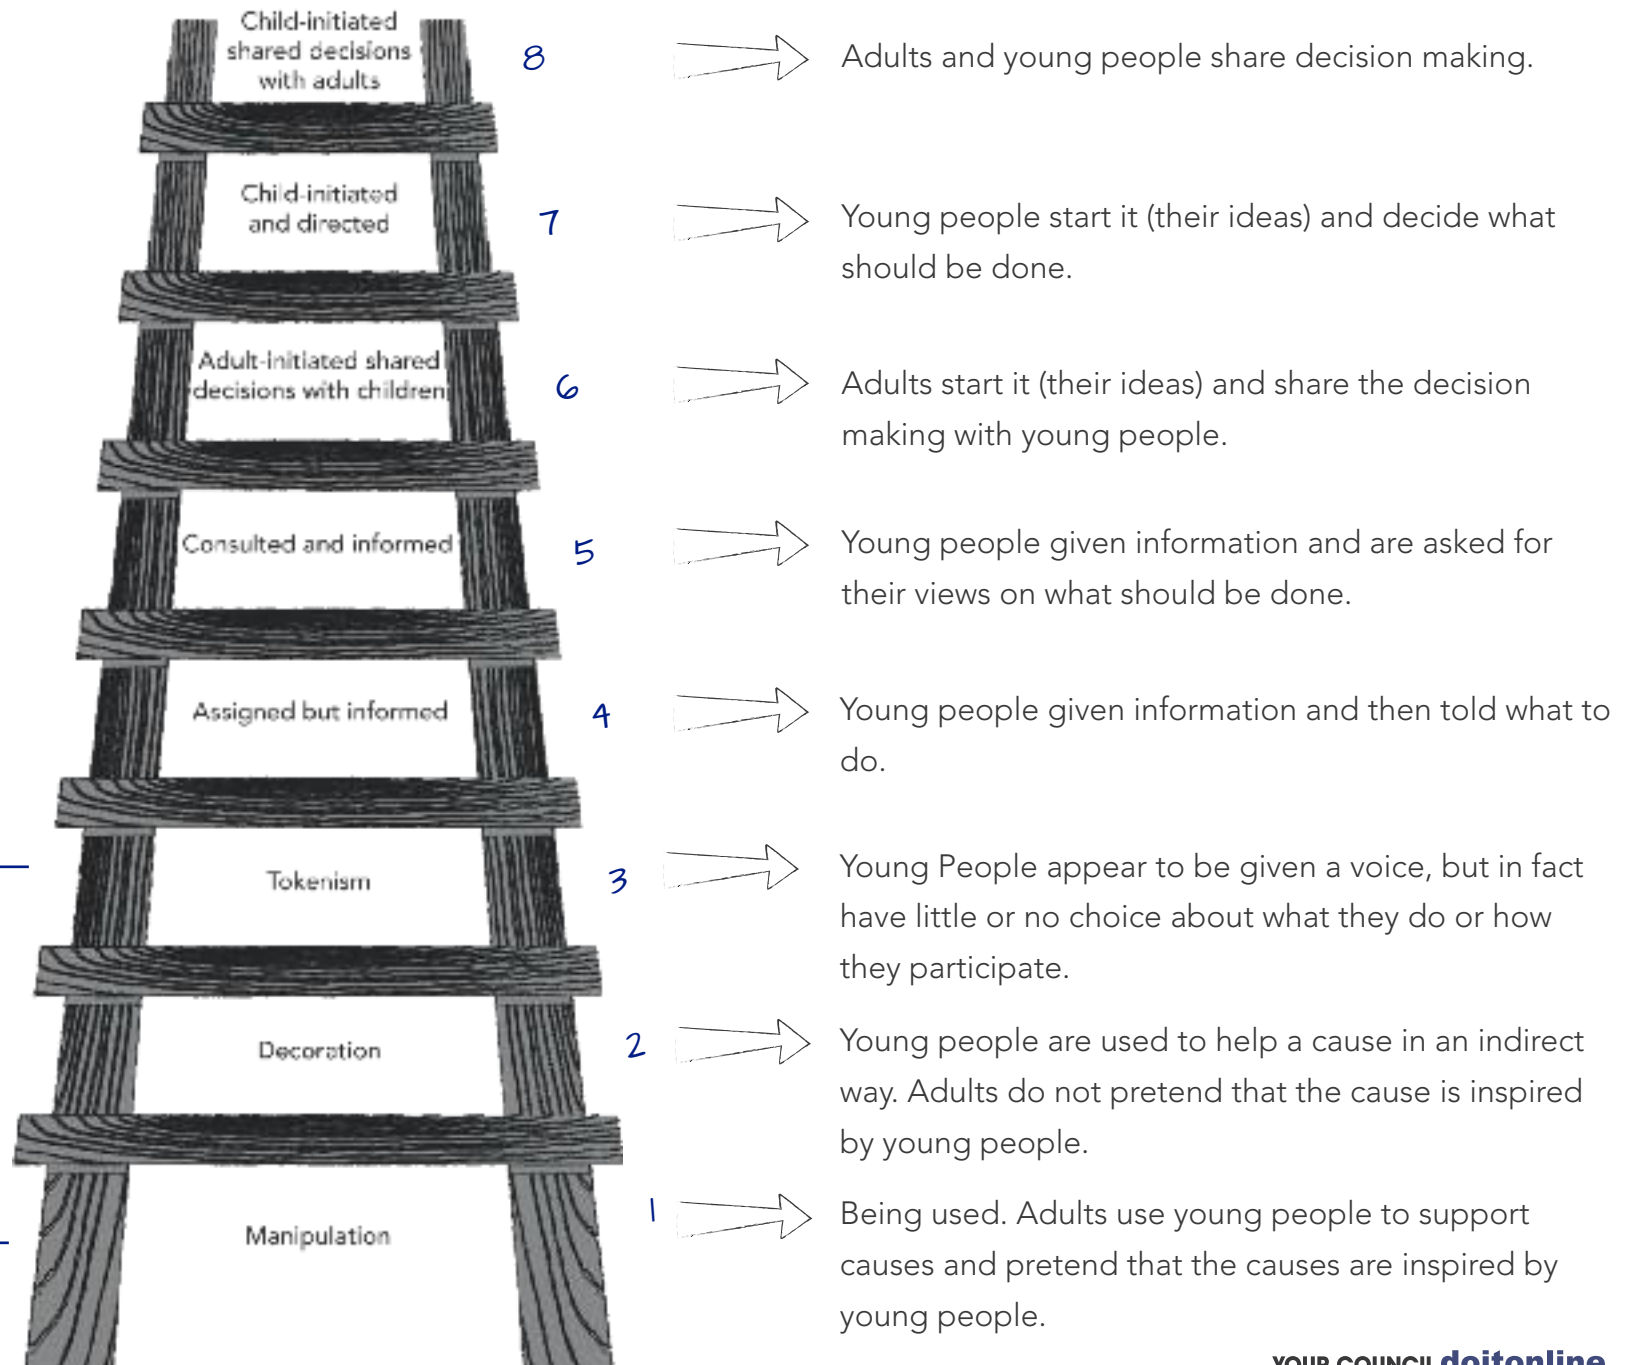 Child-initiated
shared decisions
with adults
8
Adults and young people share decision making.
Child-initiated
and directed
7
Young people start it (their ideas) and decide what
should be done.
Adult-initiated shared
decisions with children
6
Adults start it (their ideas) and share the decision
making with young people.
Consulted and informed
5
Young people given information and are asked for
their views on what should be done.
Assigned but informed
4
Young people given information and then told what to
do.
Tokenism
3
Young People appear to be given a voice, but in fact
have little or no choice about what they do or how
they participate.
Decoration
2
Young people are used to help a cause in an indirect
way. Adults do not pretend that the cause is inspired
by young people.
Manipulation
1
Being used. Adults use young people to support
causes and pretend that the causes are inspired by
young people.
YOUR COUNCIL doitonline